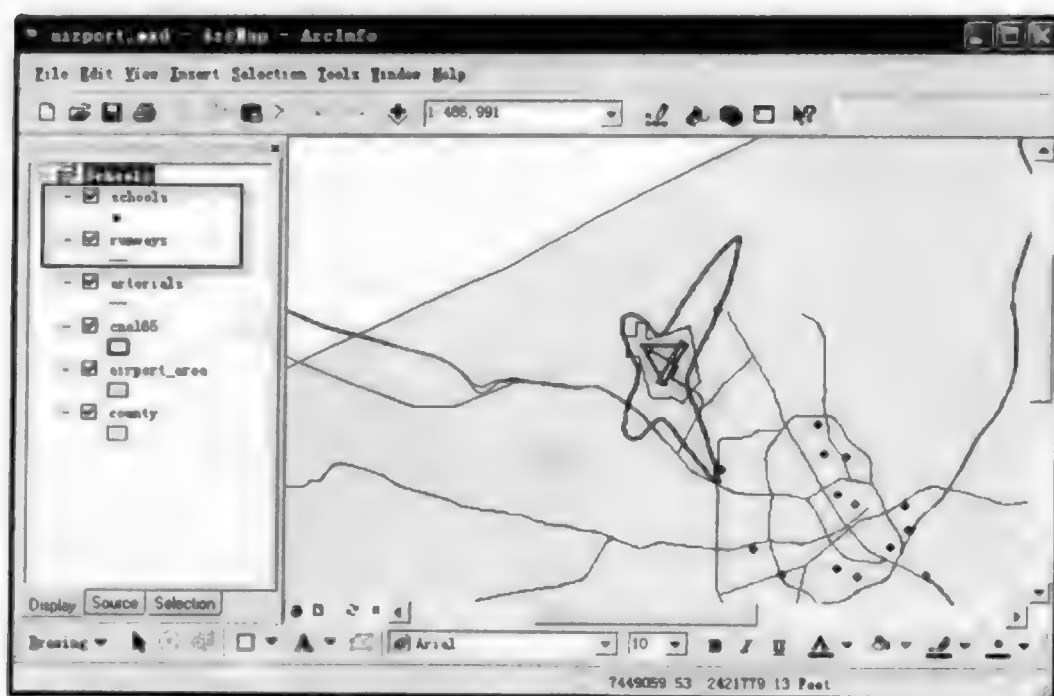 airport.mxd - ArcMap - ArcInfo
File Edit View Insert Selection Tools Window Help
1:486,991
schools
runways
arterials
cnel65
airport_area
county
Display Source Selection
Drawing
A Arial 10 B I U A
7449059.53 2421779.13 Feet